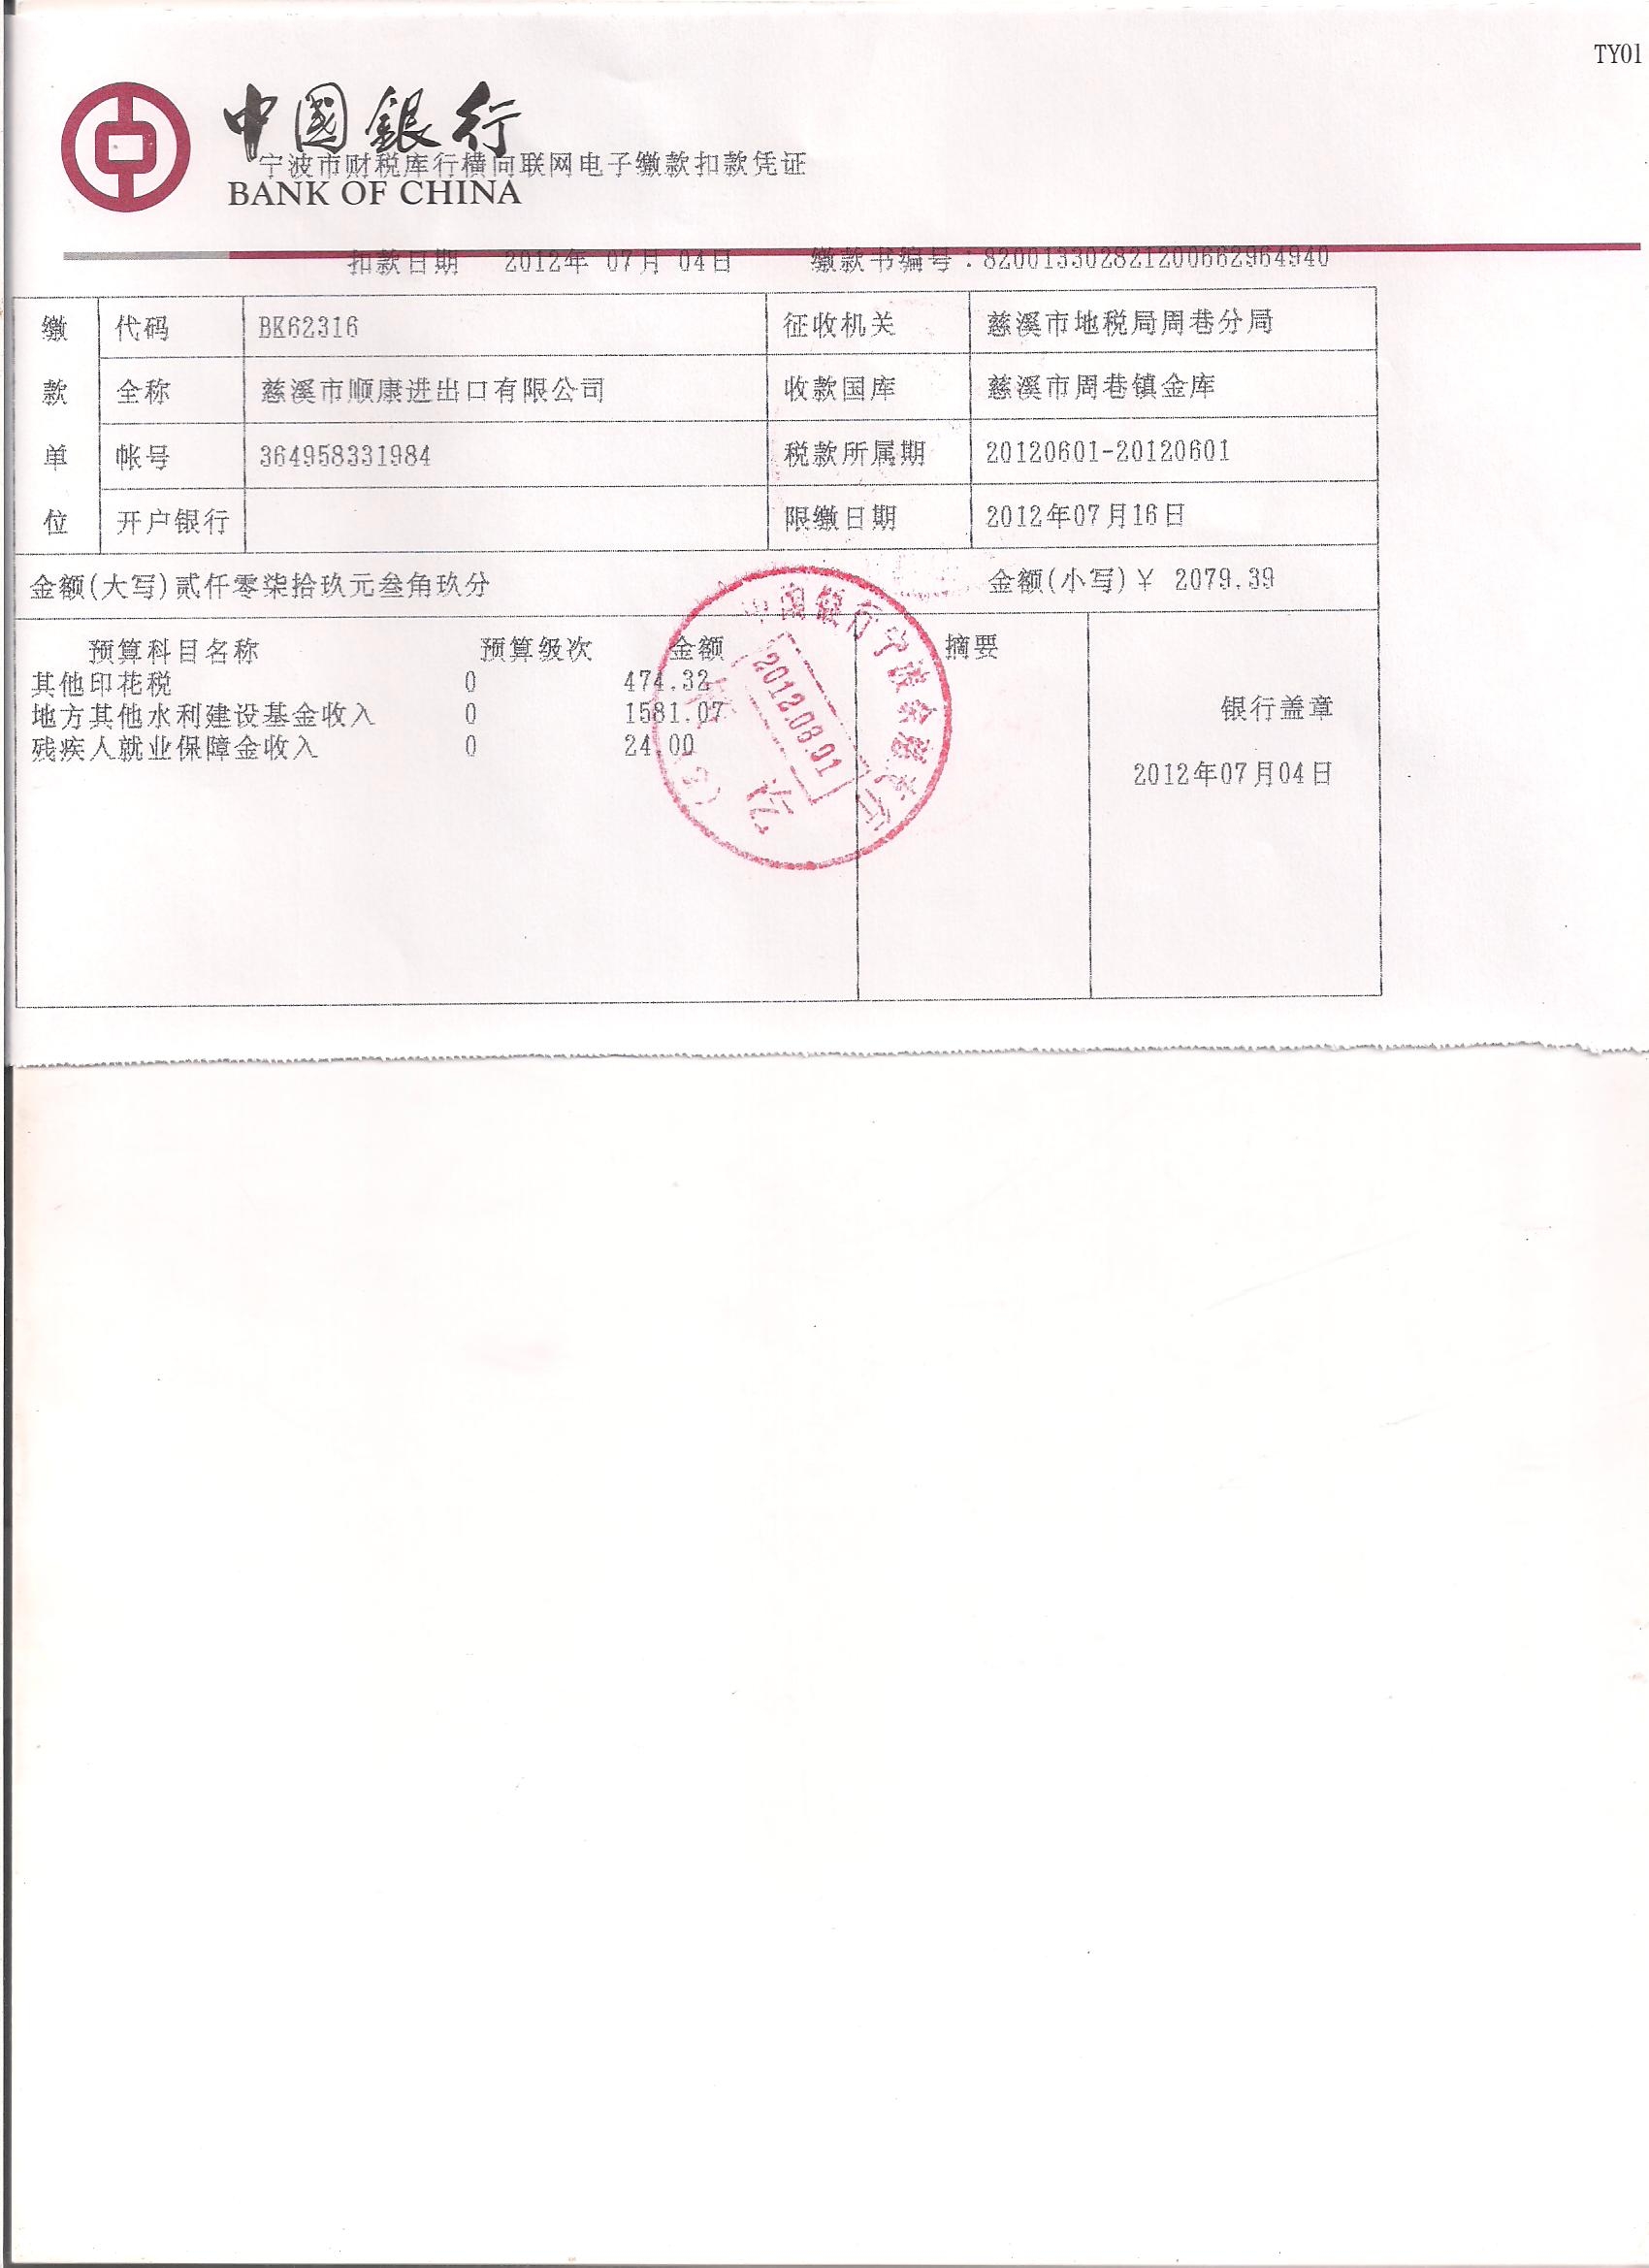 TY01
中國銀行
宁波市财税库行横向联网电子缴款扣款凭证
BANK OF CHINA
扣款日期 2012年 07月 04日 缴款书编号：820013302821200662964940
缴 代码 BK62316 征收机关 慈溪市地税局周巷分局
款 全称 慈溪市顺康进出口有限公司 收款国库 慈溪市周巷镇金库
单 帐号 364958331984 税款所属期 20120601-20120601
位 开户银行 限缴日期 2012年07月16日
金额(大写)贰仟零柒拾玖元叁角玖分 金额(小写)￥ 2079.39
预算科目名称 预算级次 金额 摘要
其他印花税 0 474.32
地方其他水利建设基金收入 0 1581.07
残疾人就业保障金收入 0 24.00
银行盖章
2012年07月04日
中国银行宁波
2012.08.01